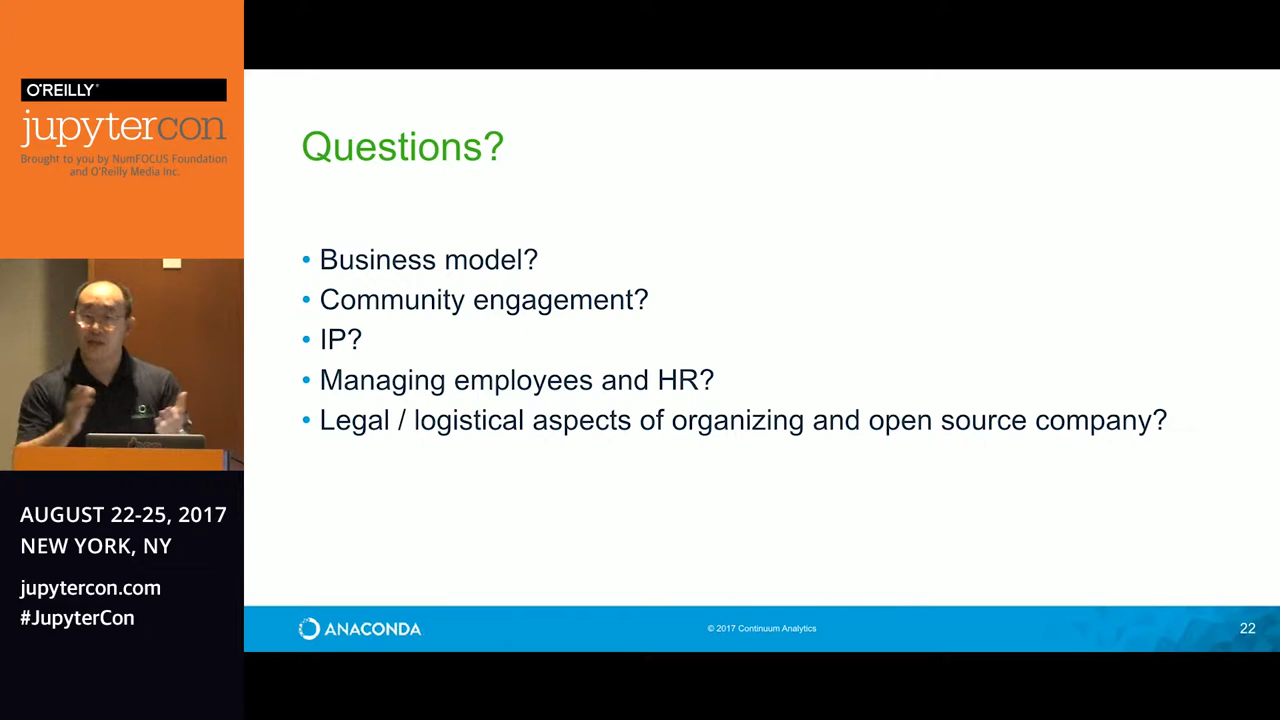 O'REILLY®
jupytercon
Brought to you by NumFOCUS Foundation
and O'Reilly Media Inc.
AUGUST 22-25, 2017
NEW YORK, NY
jupytercon.com
#JupyterCon
Questions?
• Business model?
• Community engagement?
• IP?
• Managing employees and HR?
• Legal / logistical aspects of organizing and open source company?
ANACONDA
© 2017 Continuum Analytics
22